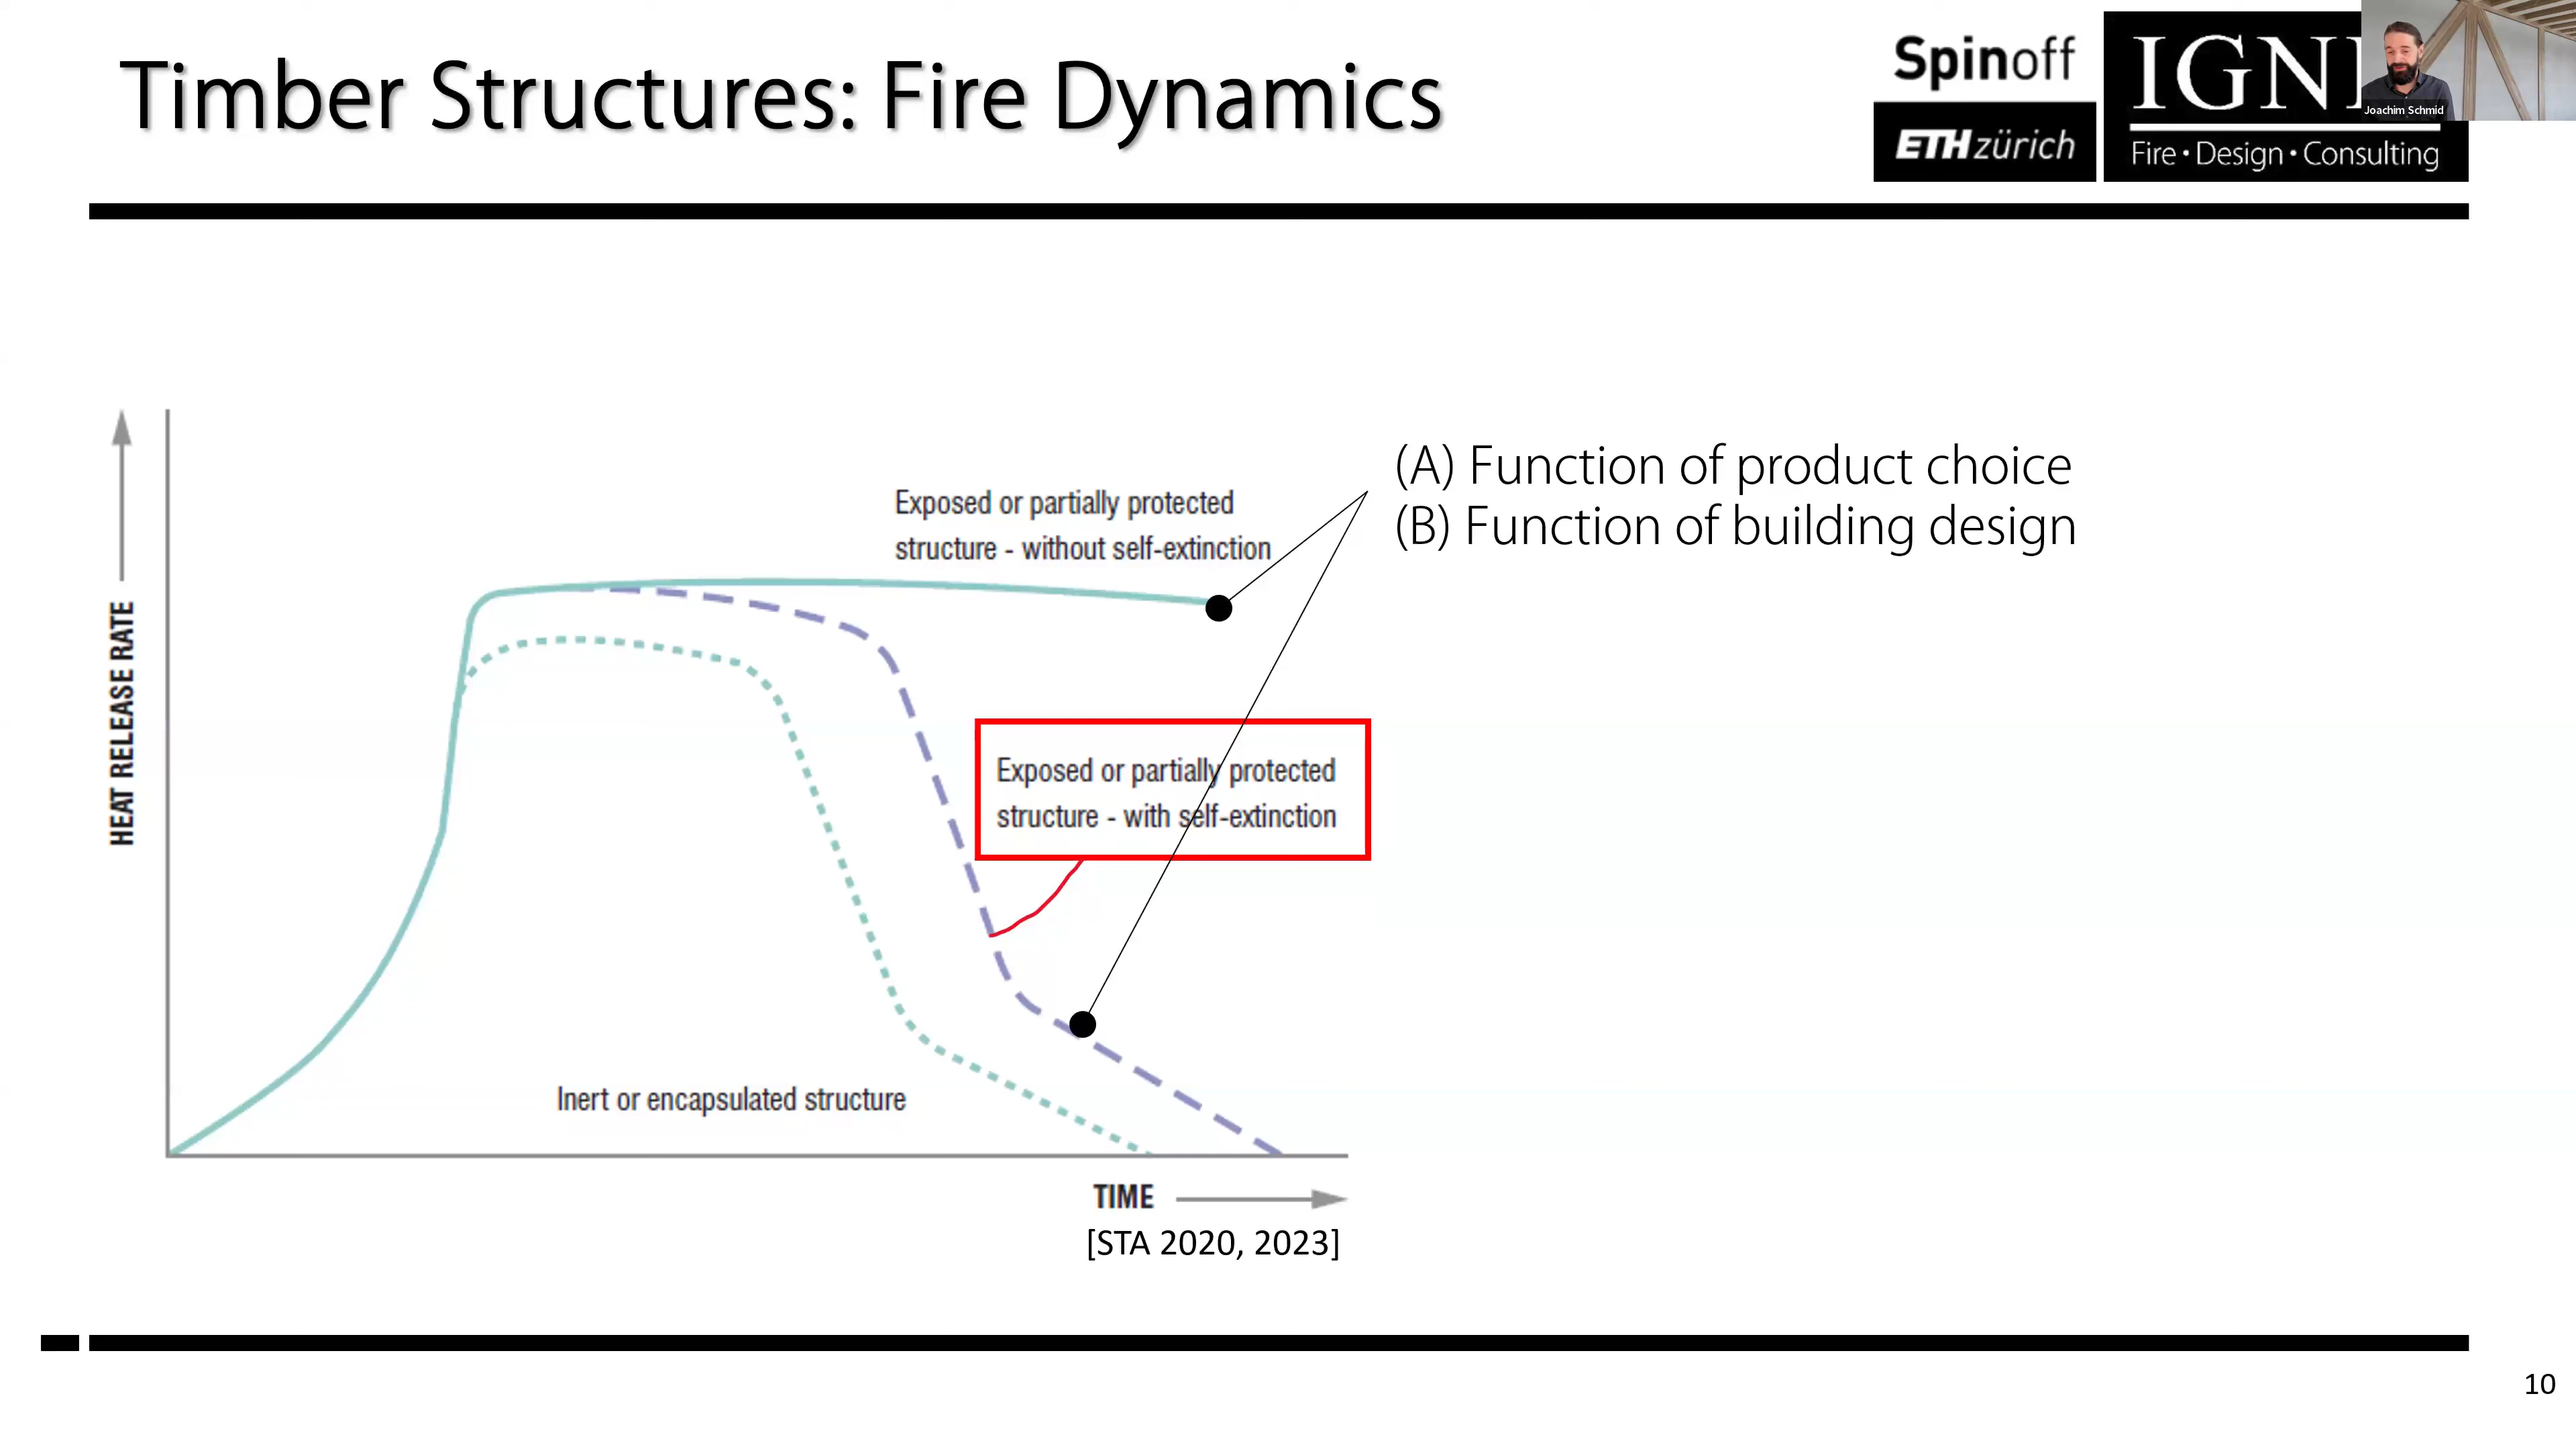 Timber Structures: Fire Dynamics
Spinoff
ETH zürich
IGNI
Fire • Design • Consulting
Joachim Schmid
HEAT RELEASE RATE
Exposed or partially protected
structure - without self-extinction
(A) Function of product choice
(B) Function of building design
Exposed or partially protected
structure - with self-extinction
Inert or encapsulated structure
TIME
[STA 2020, 2023]
10